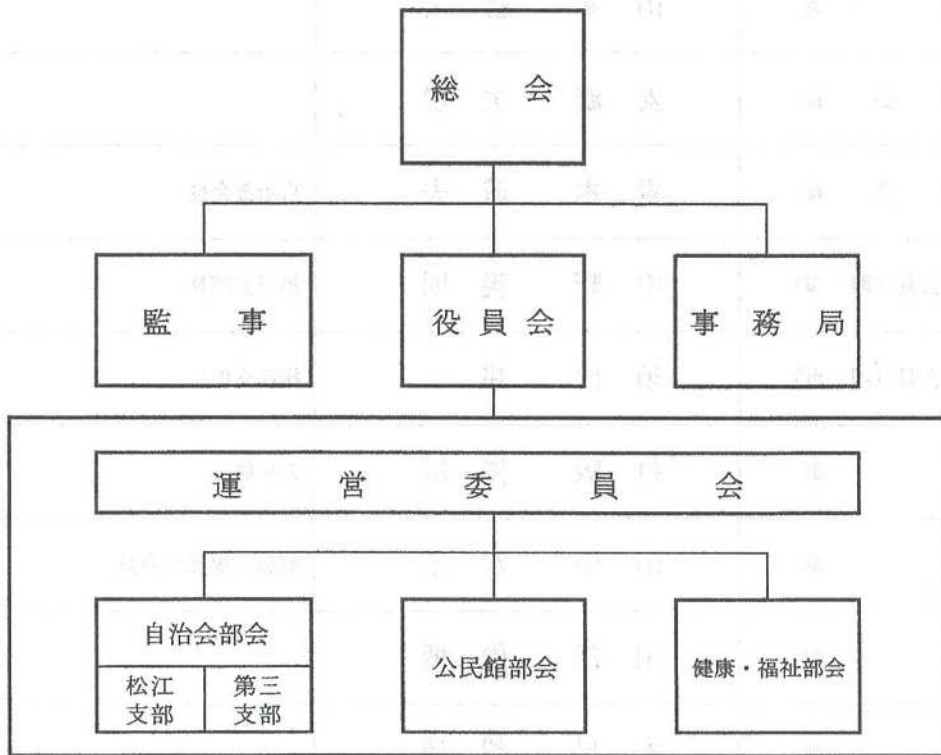 総会
監事
役員会
事務局
運営委員会
自治会部会
松江
支部
第三
支部
公民館部会
健康・福祉部会